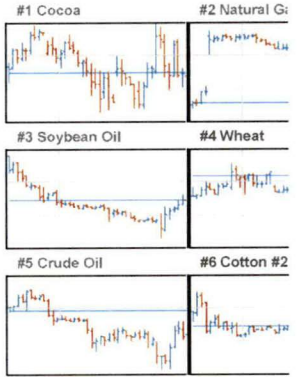 #1 Cocoa
#2 Natural Ga
#3 Soybean Oil
#4 Wheat
#5 Crude Oil
#6 Cotton #2